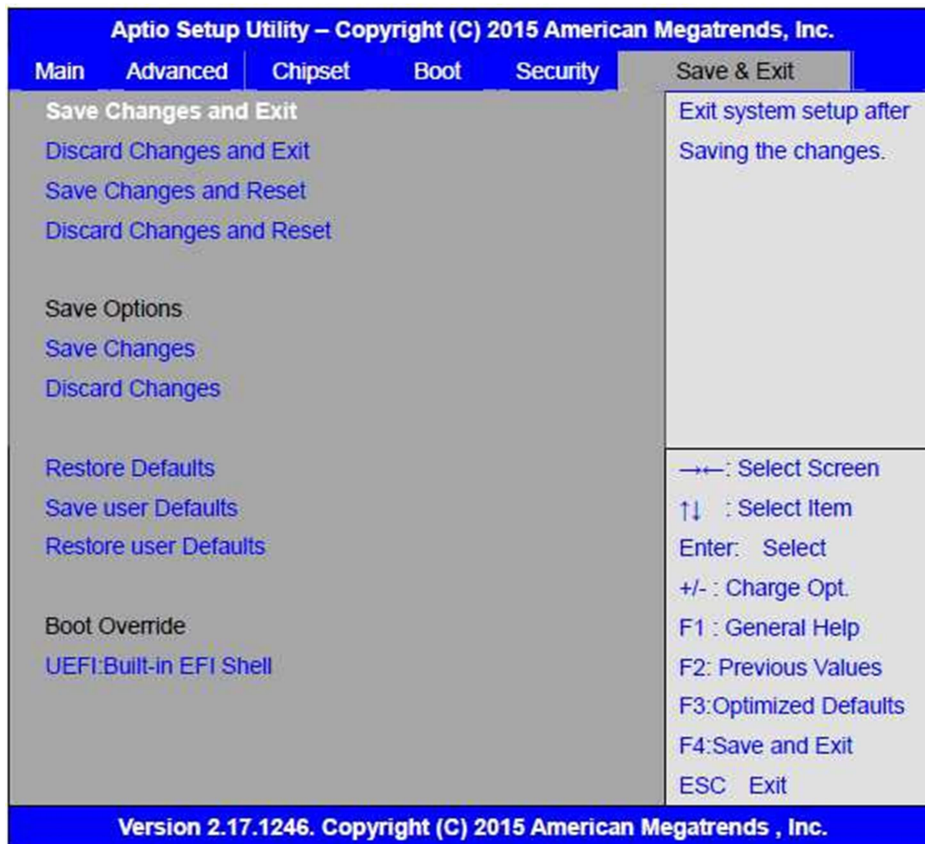 Aptio Setup Utility – Copyright (C) 2015 American Megatrends, Inc.
Main Advanced Chipset Boot Security Save & Exit
Save Changes and Exit
Discard Changes and Exit
Save Changes and Reset
Discard Changes and Reset
Save Options
Save Changes
Discard Changes
Restore Defaults
Save user Defaults
Restore user Defaults
Boot Override
UEFI:Built-in EFI Shell
Exit system setup after
Saving the changes.
→←: Select Screen
↑↓ : Select Item
Enter: Select
+/- : Charge Opt.
F1 : General Help
F2: Previous Values
F3:Optimized Defaults
F4:Save and Exit
ESC Exit
Version 2.17.1246. Copyright (C) 2015 American Megatrends , Inc.